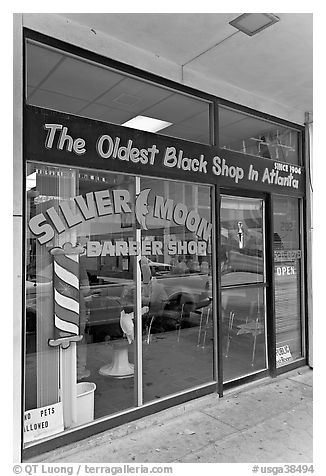 The Oldest Black Shop In Atlanta
SINCE 1904
SILVER MOON
BARBER SHOP
OPEN
NO PETS
ALLOWED
© QT Luong / terragalleria.com
#usga38494